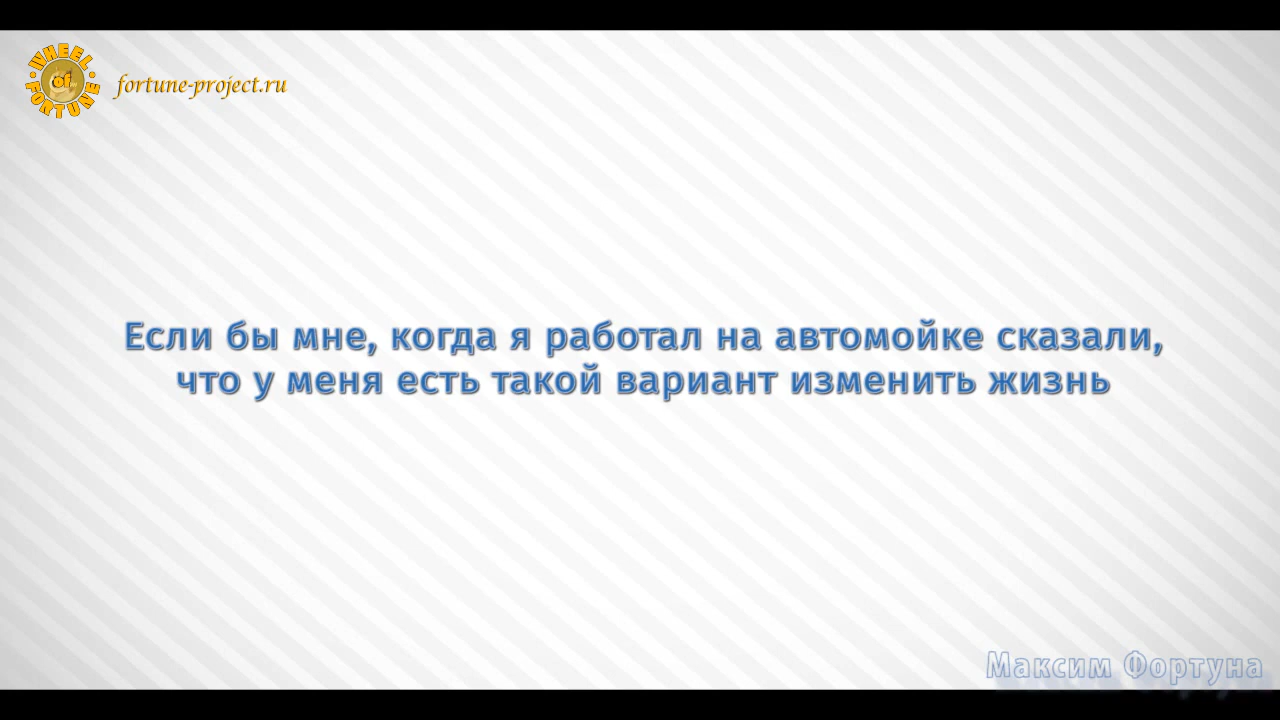 WHEEL of FORTUNE
fortune-project.ru
Если бы мне, когда я работал на автомойке сказали,
что у меня есть такой вариант изменить жизнь
Максим Фортуна